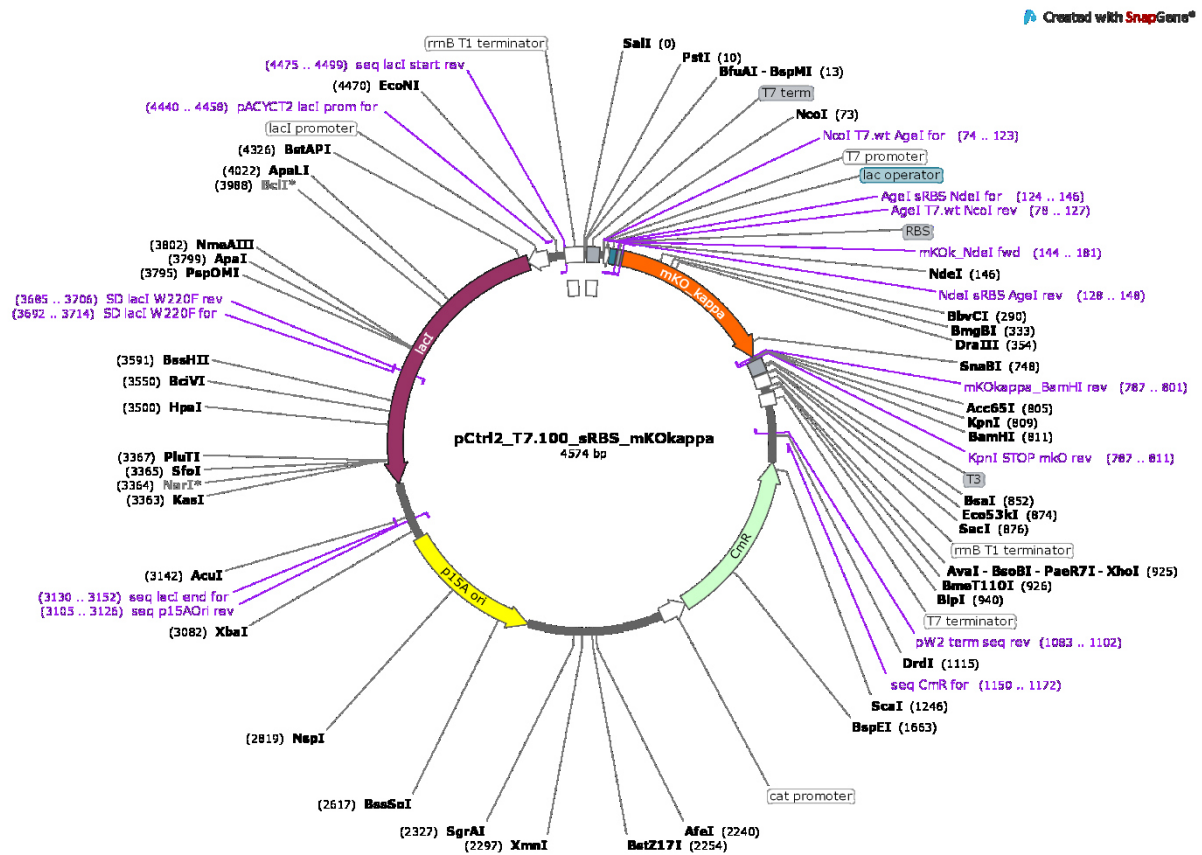 Created with SnapGene®
rrnB T1 terminator
SalI (0)
PstI (10)
BfuAI - BspMI (13)
T7 term
NcoI (73)
NcoI T7.wt AgeI for (74 .. 123)
T7 promoter
lac operator
AgeI sRBS NdeI for (124 .. 146)
AgeI T7.wt NcoI rev (78 .. 127)
RBS
mKOk_NdeI fwd (144 .. 181)
NdeI (146)
NdeI sRBS AgeI rev (128 .. 148)
BbvCI (290)
BmgBI (333)
DraIII (354)
SnaBI (748)
mKOkappa_BamHI rev (787 .. 801)
Acc65I (805)
KpnI (809)
BamHI (811)
KpnI STOP mkO rev (787 .. 811)
T3
BsaI (852)
Eco53kI (874)
SacI (876)
rrnB T1 terminator
AvaI - BsoBI - PaeR7I - XhoI (925)
BmeT110I (926)
BlpI (940)
T7 terminator
pW2 term seq rev (1083 .. 1102)
DrdI (1115)
seq CmR for (1150 .. 1172)
ScaI (1246)
BspEI (1663)
cat promoter
AfeI (2240)
BstZ17I (2254)
(2297) XmnI
(2327) SgrAI
(2617) BssSαI
(2819) NspI
(3082) XbaI
(3105 .. 3126) seq p15AOri rev
(3130 .. 3152) seq lacI end for
(3142) AcuI
(3363) KasI
(3364) NarI*
(3365) SfoI
(3367) PluTI
(3500) HpaI
(3550) BciVI
(3591) BssHII
(3692 .. 3714) SD lacI W220F for
(3685 .. 3706) SD lacI W220F rev
(3795) PspOMI
(3799) ApaI
(3802) NmeAIII
(3988) BclI*
(4022) ApaLI
(4326) BstAPI
lacI promoter
(4440 .. 4458) pACYCT2 lacI prom for
(4470) EcoNI
(4475 .. 4499) seq lacI start rev
mKO_kappa
CmR
p15A ori
lacI
pCtrl2_T7.100_sRBS_mKOkappa
4574 bp